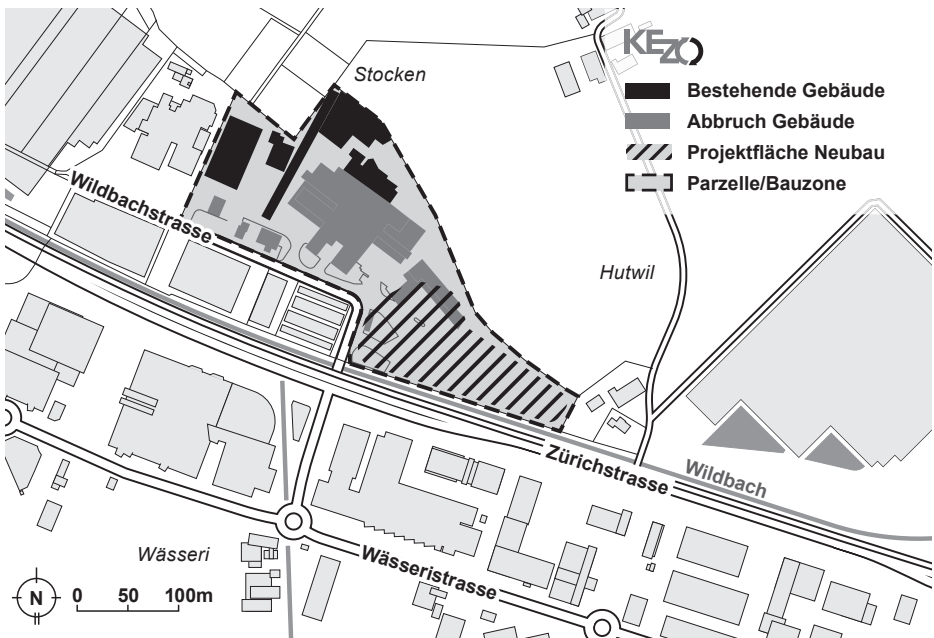 KEZO
Stocken
Bestehende Gebäude
Abbruch Gebäude
Projektfläche Neubau
Parzelle/Bauzone
Wildbachstrasse
Hutwil
Zürichstrasse
Wildbach
Wässeri
Wässeristrasse
N 0 50 100m